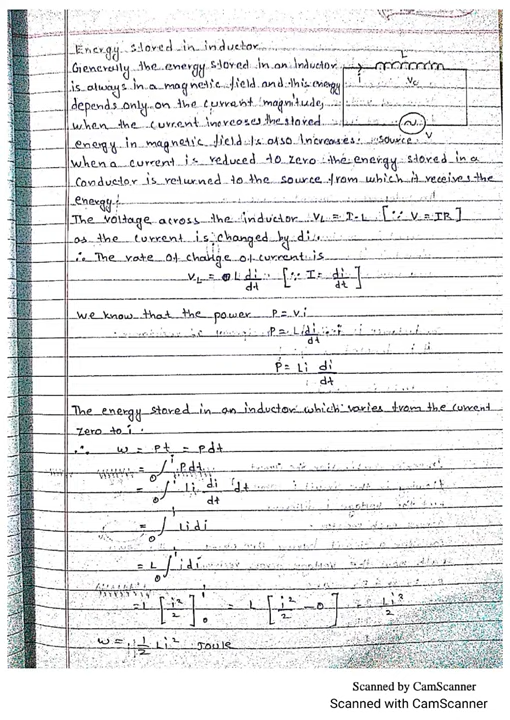 Energy stored in inductor
L
Generally the energy stored in an Inductor
is always in a magnetic field and this energy
i
depends only on the current magnitude,
when the current increases the stored
V
energy in magnetic field is also Increases. source
when a current is reduced to zero the energy stored in a
Conductor is returned to the source from which it receives the
energy.
The voltage across the inductor VL = I·L [∵ V = IR]
as the current is changed by di.
∴ The rate of change of current is
VL = L di/dt [∵ I = di/dt]
we know that the power P = Vi
P = L di/dt · i
P = Li di/dt
The energy stored in an inductor which varies from the current
zero to i.
∴ w = Pt = Pdt
= ∫₀ⁱ Pdt
= ∫₀ⁱ Li di/dt dt
= ∫₀ⁱ Li di
= L ∫₀ⁱ i di
= L [i²/2]₀ⁱ = L [i²/2 - 0] = Li²/2
w = 1/2 Li² Joule
Scanned by CamScanner
Scanned with CamScanner